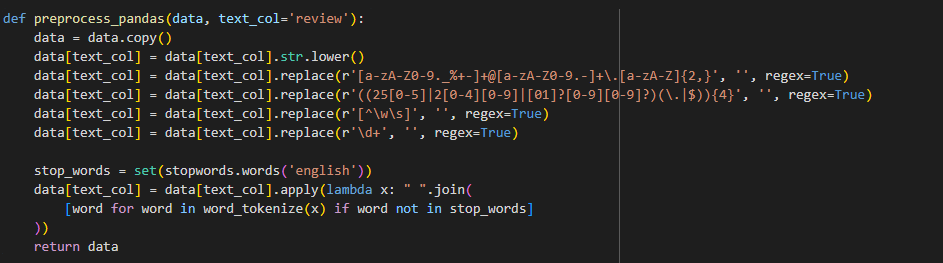 def preprocess_pandas(data, text_col='review'):
    data = data.copy()
    data[text_col] = data[text_col].str.lower()
    data[text_col] = data[text_col].replace(r'[a-zA-Z0-9._%+-]+@[a-zA-Z0-9.-]+\.[a-zA-Z]{2,}', '', regex=True)
    data[text_col] = data[text_col].replace(r'((25[0-5]|2[0-4][0-9]|[01]?[0-9][0-9]?)(\.|$)){4}', '', regex=True)
    data[text_col] = data[text_col].replace(r'[^\w\s]', '', regex=True)
    data[text_col] = data[text_col].replace(r'\d+', '', regex=True)

    stop_words = set(stopwords.words('english'))
    data[text_col] = data[text_col].apply(lambda x: " ".join(
        [word for word in word_tokenize(x) if word not in stop_words]
    ))
    return data